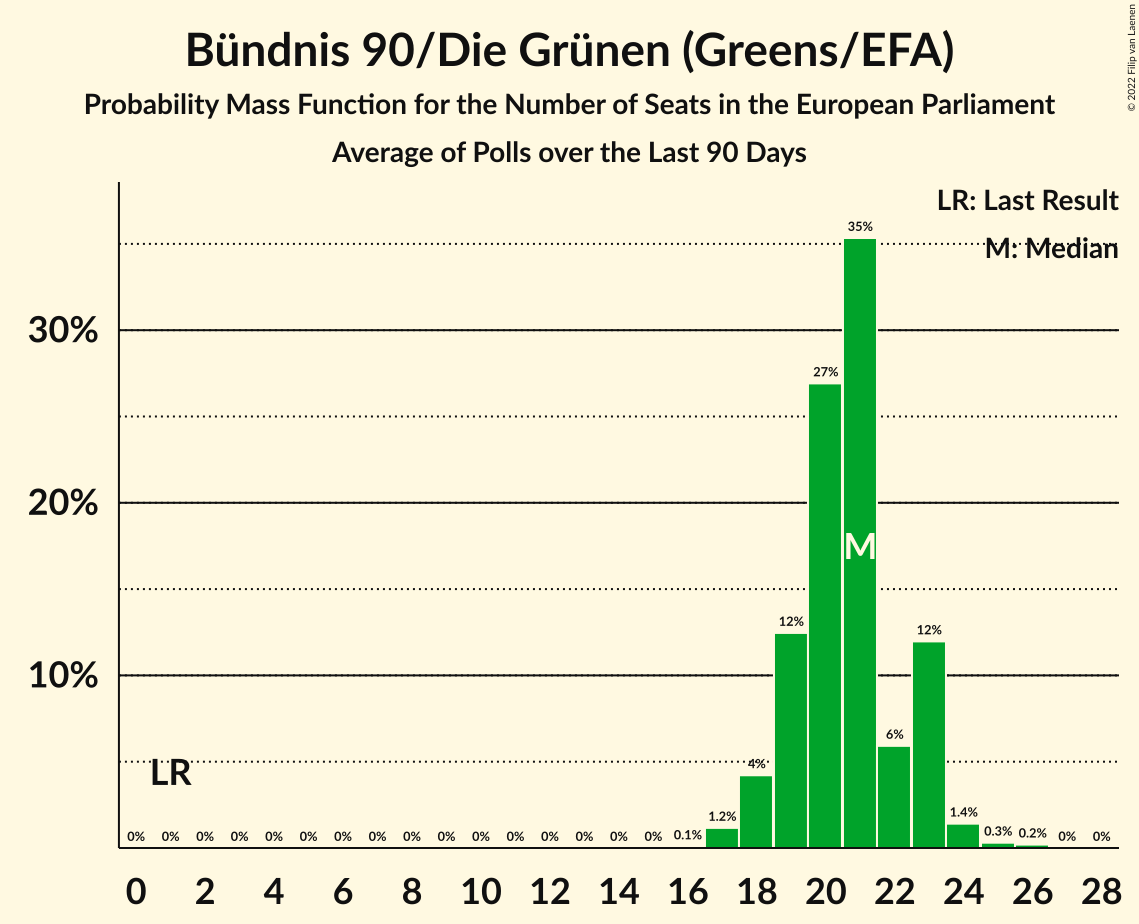 © 2022 Filip van Laenen
Bündnis 90/Die Grünen (Greens/EFA)
Probability Mass Function for the Number of Seats in the European Parliament
Average of Polls over the Last 90 Days
LR: Last Result
M: Median
35%
30%
27%
20%
M
12%
12%
10%
6%
LR
4%
0% 0% 0% 0% 0% 0% 0% 0% 0% 0% 0% 0% 0% 0% 0% 0% 0.1% 1.2% 1.4% 0.3% 0.2% 0% 0%
0 2 4 6 8 10 12 14 16 18 20 22 24 26 28